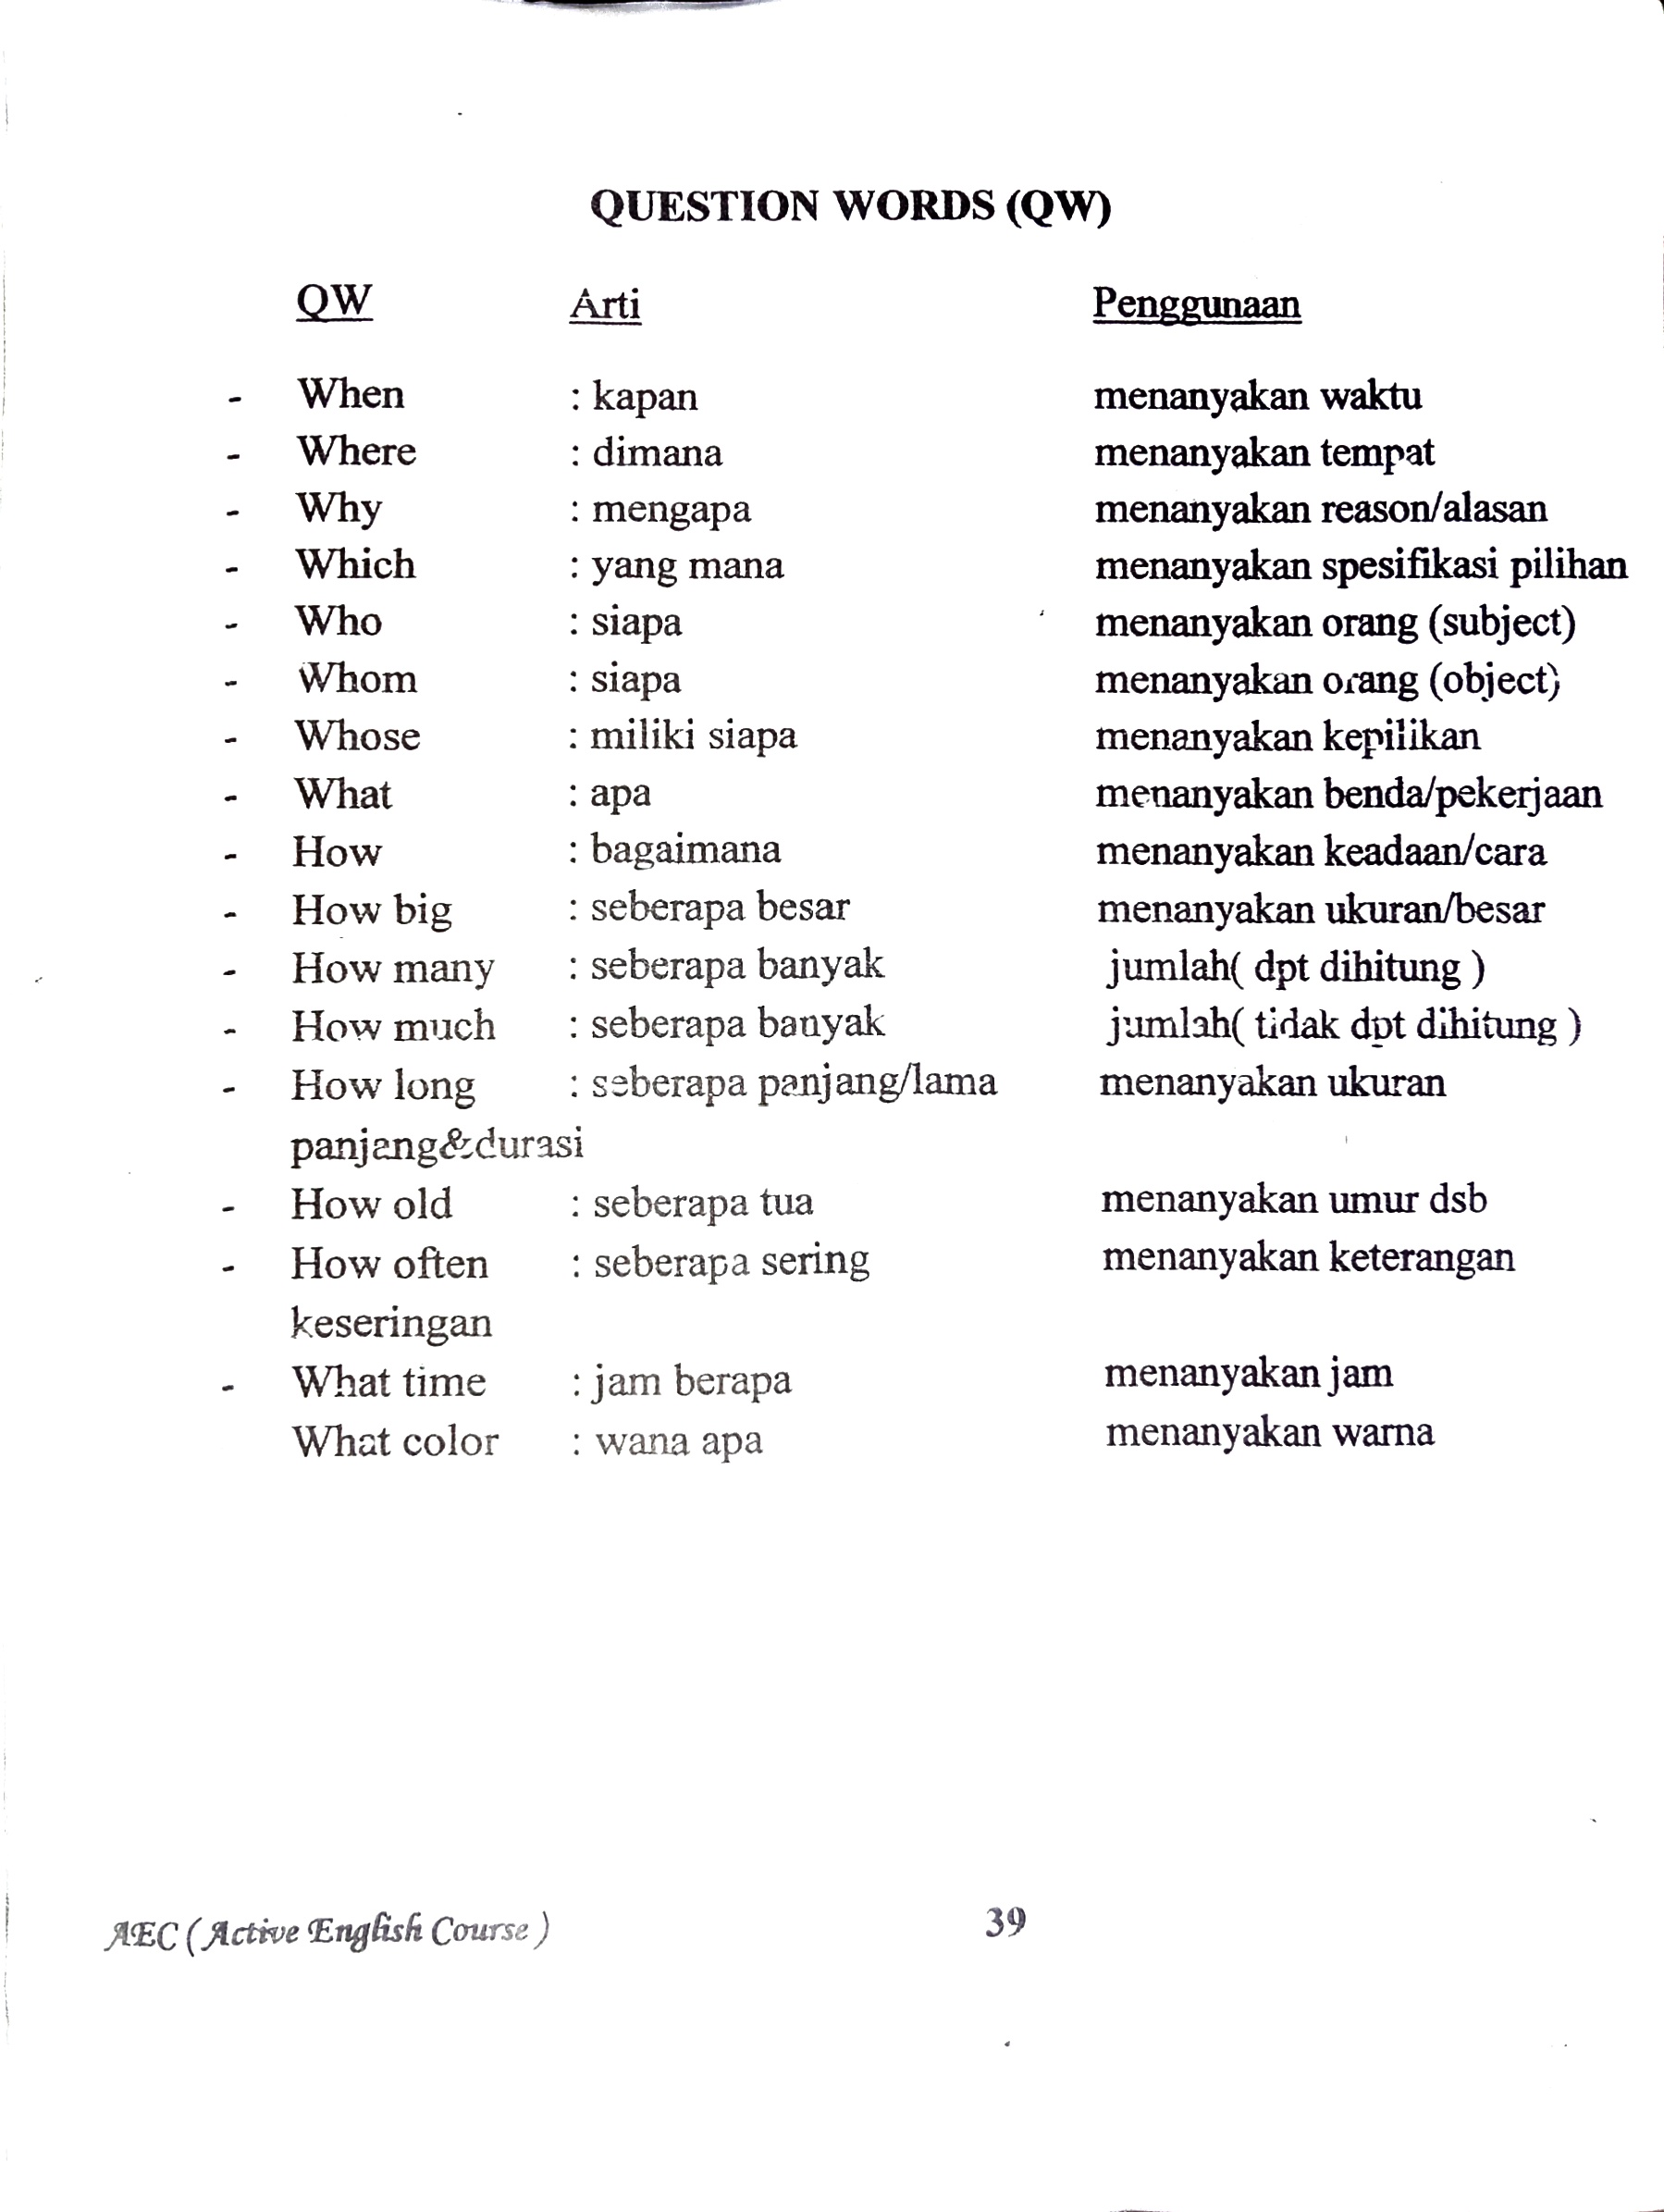 QUESTION WORDS (QW)
QW Arti Penggunaan
- When : kapan menanyakan waktu
- Where : dimana menanyakan tempat
- Why : mengapa menanyakan reason/alasan
- Which : yang mana menanyakan spesifikasi pilihan
- Who : siapa menanyakan orang (subject)
- Whom : siapa menanyakan orang (object)
- Whose : miliki siapa menanyakan kepilikan
- What : apa menanyakan benda/pekerjaan
- How : bagaimana menanyakan keadaan/cara
- How big : seberapa besar menanyakan ukuran/besar
- How many : seberapa banyak jumlah( dpt dihitung )
- How much : seberapa banyak jumlah( tidak dpt dihitung )
- How long : seberapa panjang/lama menanyakan ukuran
panjang&durasi
- How old : seberapa tua menanyakan umur dsb
- How often : seberapa sering menanyakan keterangan
keseringan
- What time : jam berapa menanyakan jam
What color : wana apa menanyakan warna
AEC ( Active English Course ) 39